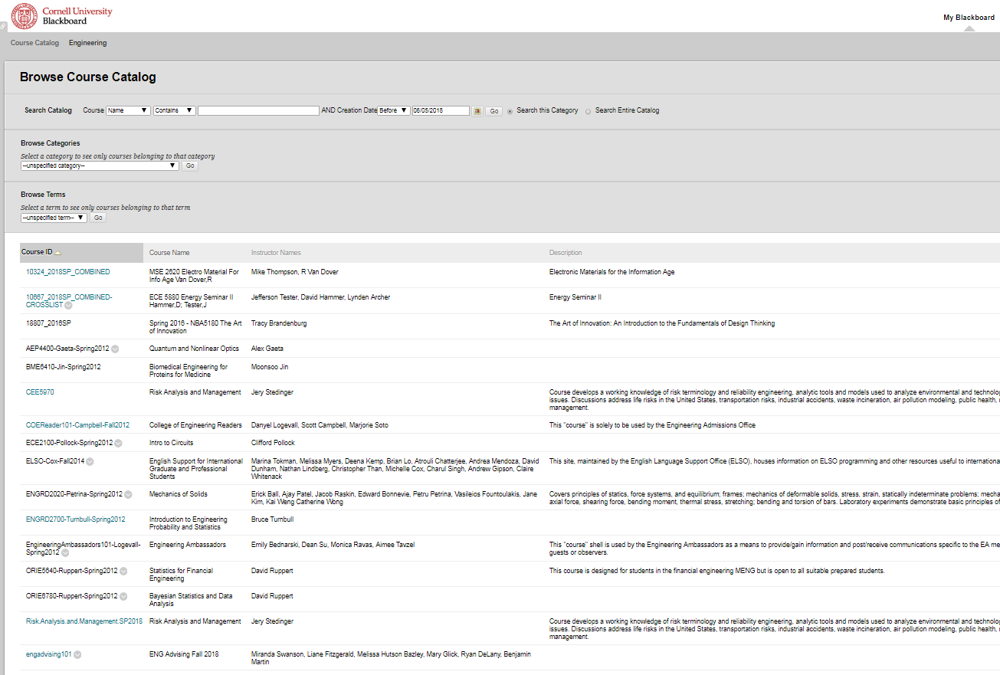 Cornell University
Blackboard
My Blackboard
Course Catalog Engineering
Browse Course Catalog
Search Catalog Course Name Contains AND Creation Date Before 06/05/2018 Go Search this Category Search Entire Catalog
Browse Categories
Select a category to see only courses belonging to that category
--unspecified category-- Go
Browse Terms
Select a term to see only courses belonging to that term
--unspecified term-- Go
Course ID Course Name Instructor Names Description
10324_2018SP_COMBINED MSE 2620 Electro Material For Mike Thompson, R Van Dover Electronic Materials for the Information Age
Info Age Van Dover,R
10667_2018SP_COMBINED- ECE 5880 Energy Seminar II Jefferson Tester, David Hammer, Lynden Archer Energy Seminar II
CROSSLIST Hammer,D; Tester,J
18807_2016SP Spring 2016 - NBA5180 The Art Tracy Brandenburg The Art of Innovation: An Introduction to the Fundamentals of Design Thinking
of Innovation
AEP4400-Gaeta-Spring2012 Quantum and Nonlinear Optics Alex Gaeta
BME6410-Jin-Spring2012 Biomedical Engineering for Moonsoo Jin
Proteins for Medicine
CEE5970 Risk Analysis and Management Jery Stedinger Course develops a working knowledge of risk terminology and reliability engineering, analytic tools and models used to analyze environmental and technolog
issues. Discussions address life risks in the United States, transportation risks, industrial accidents, waste incineration, air pollution modeling, public health,
management.
COEReader101-Campbell-Fall2012 College of Engineering Readers Danyel Logevall, Scott Campbell, Marjorie Soto This "course" is solely to be used by the Engineering Admissions Office
ECE2100-Pollock-Spring2012 Intro to Circuits Clifford Pollock
ELSO-Cox-Fall2014 English Support for International Marina Tokman, Melissa Myers, Deena Kemp, Brian Lo, Atrouli Chatterjee, Andrea Mendoza, David This site, maintained by the English Language Support Office (ELSO), houses information on ELSO programming and other resources useful to internationa
Graduate and Professional Dunham, Nathan Lindberg, Christopher Than, Michelle Cox, Charul Singh, Andrew Gipson, Claire
Students Whitenack
ENGRD2020-Petrina-Spring2012 Mechanics of Solids Erick Ball, Ajay Patel, Jacob Raskin, Edward Bonnevie, Petru Petrina, Vasileios Fountoulakis, Jane Covers principles of statics, force systems, and equilibrium; frames; mechanics of deformable solids, stress, strain, statically indeterminate problems; mecha
Kim, Kai Weng Catherine Wong axial force, shearing force, bending moment, thermal stress, stretching; bending and torsion of bars. Laboratory experiments demonstrate basic principles of
ENGRD2700-Turnbull-Spring2012 Introduction to Engineering Bruce Turnbull
Probability and Statistics
EngineeringAmbassadors101-Logevall- Engineering Ambassadors Emily Bednarski, Dean Su, Monica Ravas, Aimee Tavzel This "course" shell is used by the Engineering Ambassadors as a means to provide/gain information and post/receive communications specific to the EA me
Spring2012 guests or observers.
ORIE5640-Ruppert-Spring2012 Statistics for Financial David Ruppert This course is designed for students in the financial engineering MENG but is open to all suitable prepared students.
Engineering
ORIE6780-Ruppert-Spring2012 Bayesian Statistics and Data David Ruppert
Analysis
Risk.Analysis.and.Management.SP2018 Risk Analysis and Management Jery Stedinger Course develops a working knowledge of risk terminology and reliability engineering, analytic tools and models used to analyze environmental and technolog
issues. Discussions address life risks in the United States, transportation risks, industrial accidents, waste incineration, air pollution modeling, public health,
management.
engadvising101 ENG Advising Fall 2018 Miranda Swanson, Liane Fitzgerald, Melissa Hutson Bazley, Mary Glick, Ryan DeLany, Benjamin
Martin